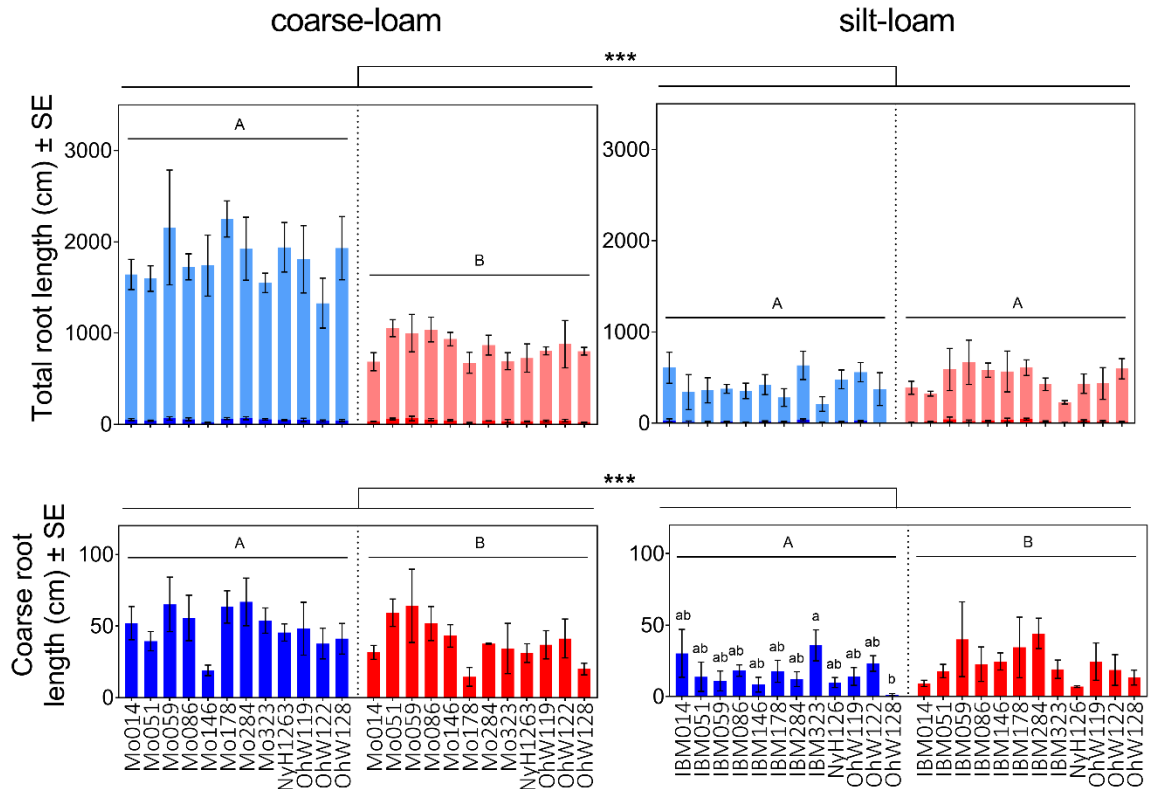 coarse-loam
silt-loam
***
Total root length (cm) ± SE
3000
2000
1000
0
A
B
3000
2000
1000
0
A
A
***
Coarse root
length (cm) ± SE
100
50
0
A
B
100
50
0
A
B
ab
ab
ab
ab
ab
ab
ab
a
ab
ab
ab
b
Mo014
Mo051
Mo059
Mo086
Mo146
Mo178
Mo284
Mo323
NyH1263
OhW119
OhW122
OhW128
Mo014
Mo051
Mo059
Mo086
Mo146
Mo178
Mo284
Mo323
NyH1263
OhW119
OhW122
OhW128
IBM014
IBM051
IBM059
IBM086
IBM146
IBM178
IBM284
IBM323
NyH126
OhW119
OhW122
OhW128
IBM014
IBM051
IBM059
IBM086
IBM146
IBM178
IBM284
IBM323
NyH126
OhW119
OhW122
OhW128